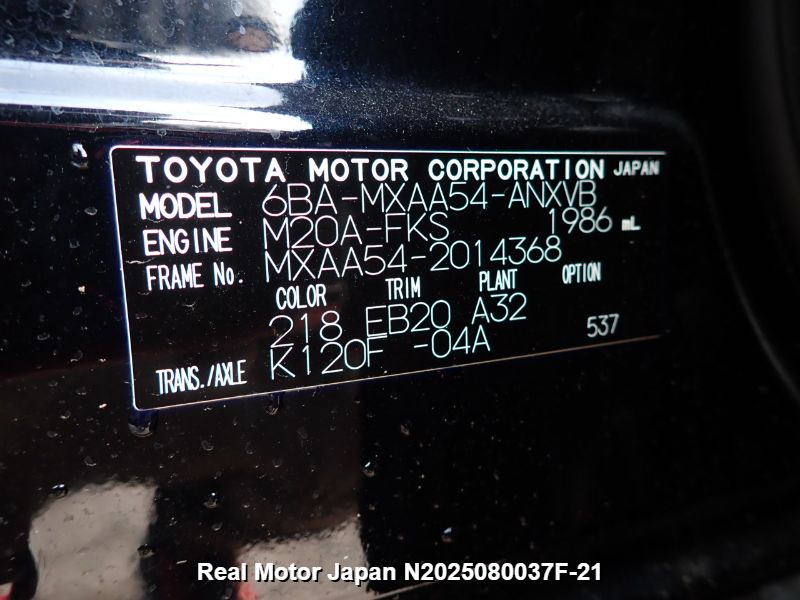 TOYOTA MOTOR CORPORATION JAPAN
MODEL 6BA-MXAA54-ANXVB
ENGINE M20A-FKS 1986 mL
FRAME No. MXAA54-2014368
COLOR TRIM PLANT OPTION
218 EB20 A32
TRANS./AXLE K120F -04A 537
Real Motor Japan N2025080037F-21